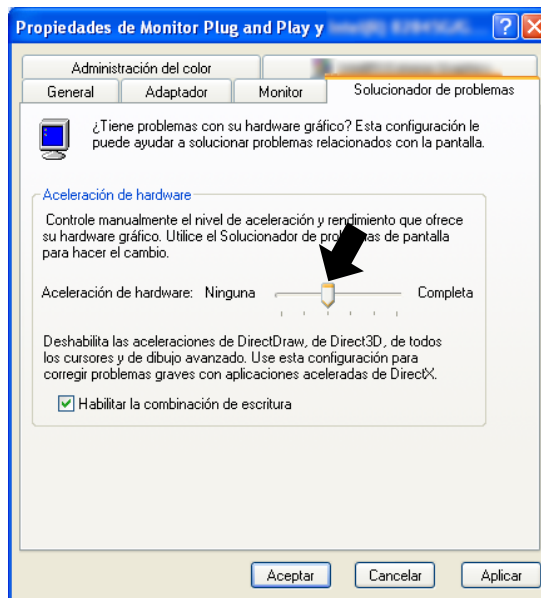 Propiedades de Monitor Plug and Play y
Administración del color
General Adaptador Monitor Solucionador de problemas
¿Tiene problemas con su hardware gráfico? Esta configuración le
puede ayudar a solucionar problemas relacionados con la pantalla.
Aceleración de hardware
Controle manualmente el nivel de aceleración y rendimiento que ofrece
su hardware gráfico. Utilice el Solucionador de problemas de pantalla
para hacer el cambio.
Aceleración de hardware: Ninguna Completa
Deshabilita las aceleraciones de DirectDraw, de Direct3D, de todos
los cursores y de dibujo avanzado. Use esta configuración para
corregir problemas graves con aplicaciones aceleradas de DirectX.
Habilitar la combinación de escritura
Aceptar Cancelar Aplicar